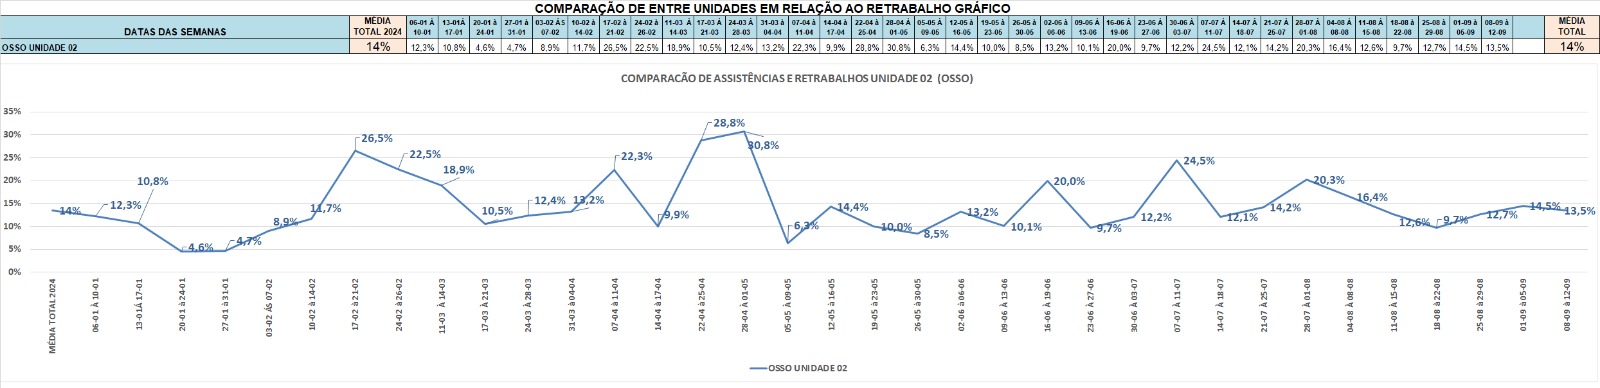 COMPARAÇÃO DE ENTRE UNIDADES EM RELAÇÃO AO RETRABALHO GRÁFICO
DATAS DAS SEMANAS
MÉDIA TOTAL 2024
06-01 À 10-01
13-01À 17-01
20-01 à 24-01
27-01 à 31-01
03-02 ÁS 07-02
10-02 à 14-02
17-02 à 21-02
24-02 à 26-02
11-03 À 14-03
17-03 À 21-03
24-03 À 28-03
31-03 à 04-04
07-04 à 11-04
14-04 à 17-04
22-04 à 25-04
28-04 À 01-05
05-05 À 09-05
12-05 à 16-05
19-05 à 23-05
26-05 à 30-05
02-06 à 06-06
09-06 À 13-06
16-06 À 19-06
23-06 À 27-06
30-06 À 03-07
07-07 À 11-07
14-07 À 18-07
21-07 À 25-07
28-07 À 01-08
04-08 À 08-08
11-08 À 15-08
18-08 à 22-08
25-08 à 29-08
01-09 à 05-09
08-09 à 12-09
MÉDIA TOTAL
OSSO UNIDADE 02 14% 12,3% 10,8% 4,6% 4,7% 8,9% 11,7% 26,5% 22,5% 18,9% 10,5% 12,4% 13,2% 22,3% 9,9% 28,8% 30,8% 6,3% 14,4% 10,0% 8,5% 13,2% 10,1% 20,0% 9,7% 12,2% 24,5% 12,1% 14,2% 20,3% 16,4% 12,6% 9,7% 12,7% 14,5% 13,5% 14%
COMPARAÇÃO DE ASSISTÊNCIAS E RETRABALHOS UNIDADE 02 (OSSO)
35%
30%
25%
20%
15%
10%
5%
0%
14%
12,3%
10,8%
4,6%
4,7%
8,9%
11,7%
26,5%
22,5%
18,9%
10,5%
12,4%
13,2%
22,3%
9,9%
28,8%
30,8%
6,3%
14,4%
10,0%
8,5%
13,2%
10,1%
20,0%
9,7%
12,2%
24,5%
12,1%
14,2%
20,3%
16,4%
12,6%
9,7%
12,7%
14,5%
13,5%
MÉDIA TOTAL 2024
06-01 À 10-01
13-01À 17-01
20-01 à 24-01
27-01 à 31-01
03-02 ÁS 07-02
10-02 à 14-02
17-02 à 21-02
24-02 à 26-02
11-03 À 14-03
17-03 À 21-03
24-03 À 28-03
31-03 à 04-04
07-04 à 11-04
14-04 à 17-04
22-04 à 25-04
28-04 À 01-05
05-05 À 09-05
12-05 à 16-05
19-05 à 23-05
26-05 à 30-05
02-06 à 06-06
09-06 À 13-06
16-06 À 19-06
23-06 À 27-06
30-06 À 03-07
07-07 À 11-07
14-07 À 18-07
21-07 À 25-07
28-07 À 01-08
04-08 À 08-08
11-08 À 15-08
18-08 à 22-08
25-08 à 29-08
01-09 à 05-09
08-09 à 12-09
OSSO UNIDADE 02